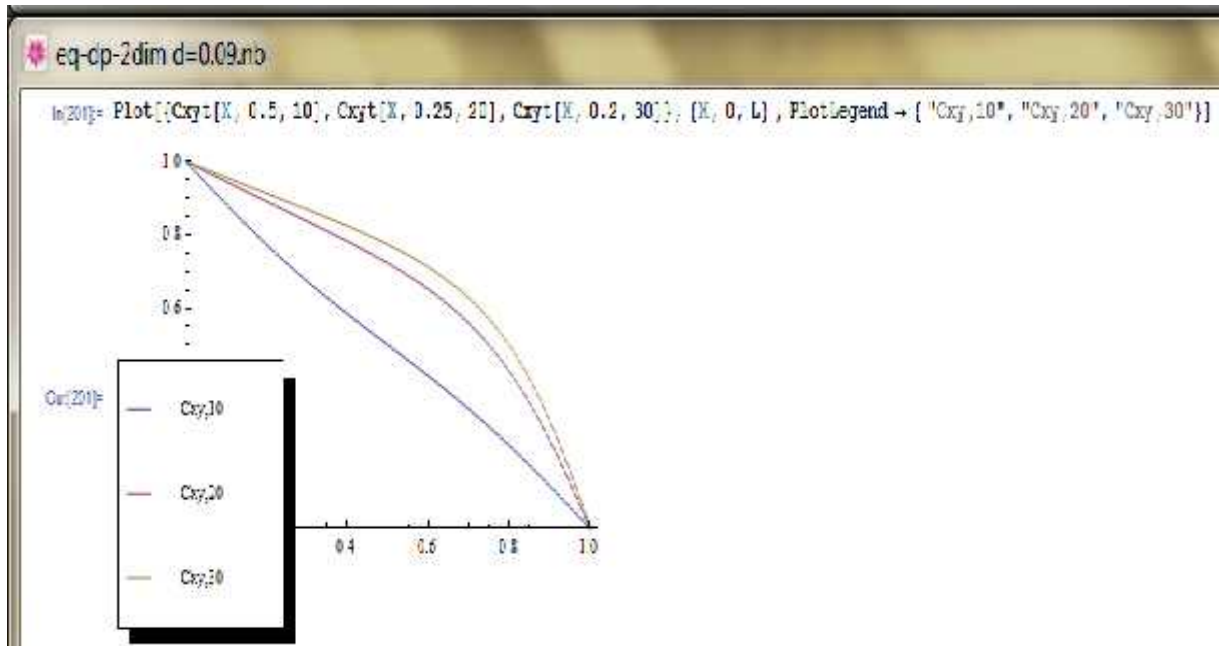 eq-dp-2dim d=0.09.nb
In[201]:= Plot[{Cxyt[X, 0.5, 10], Cxyt[X, 0.25, 20], Cxyt[X, 0.2, 30]}, {X, 0, L}, PlotLegend → {"Cxy,10", "Cxy,20", "Cxy,30"}]
1.0
0.8
0.6
Out[201]=
Cxy,10
Cxy,20
Cxy,30
0.4 0.6 0.8 1.0